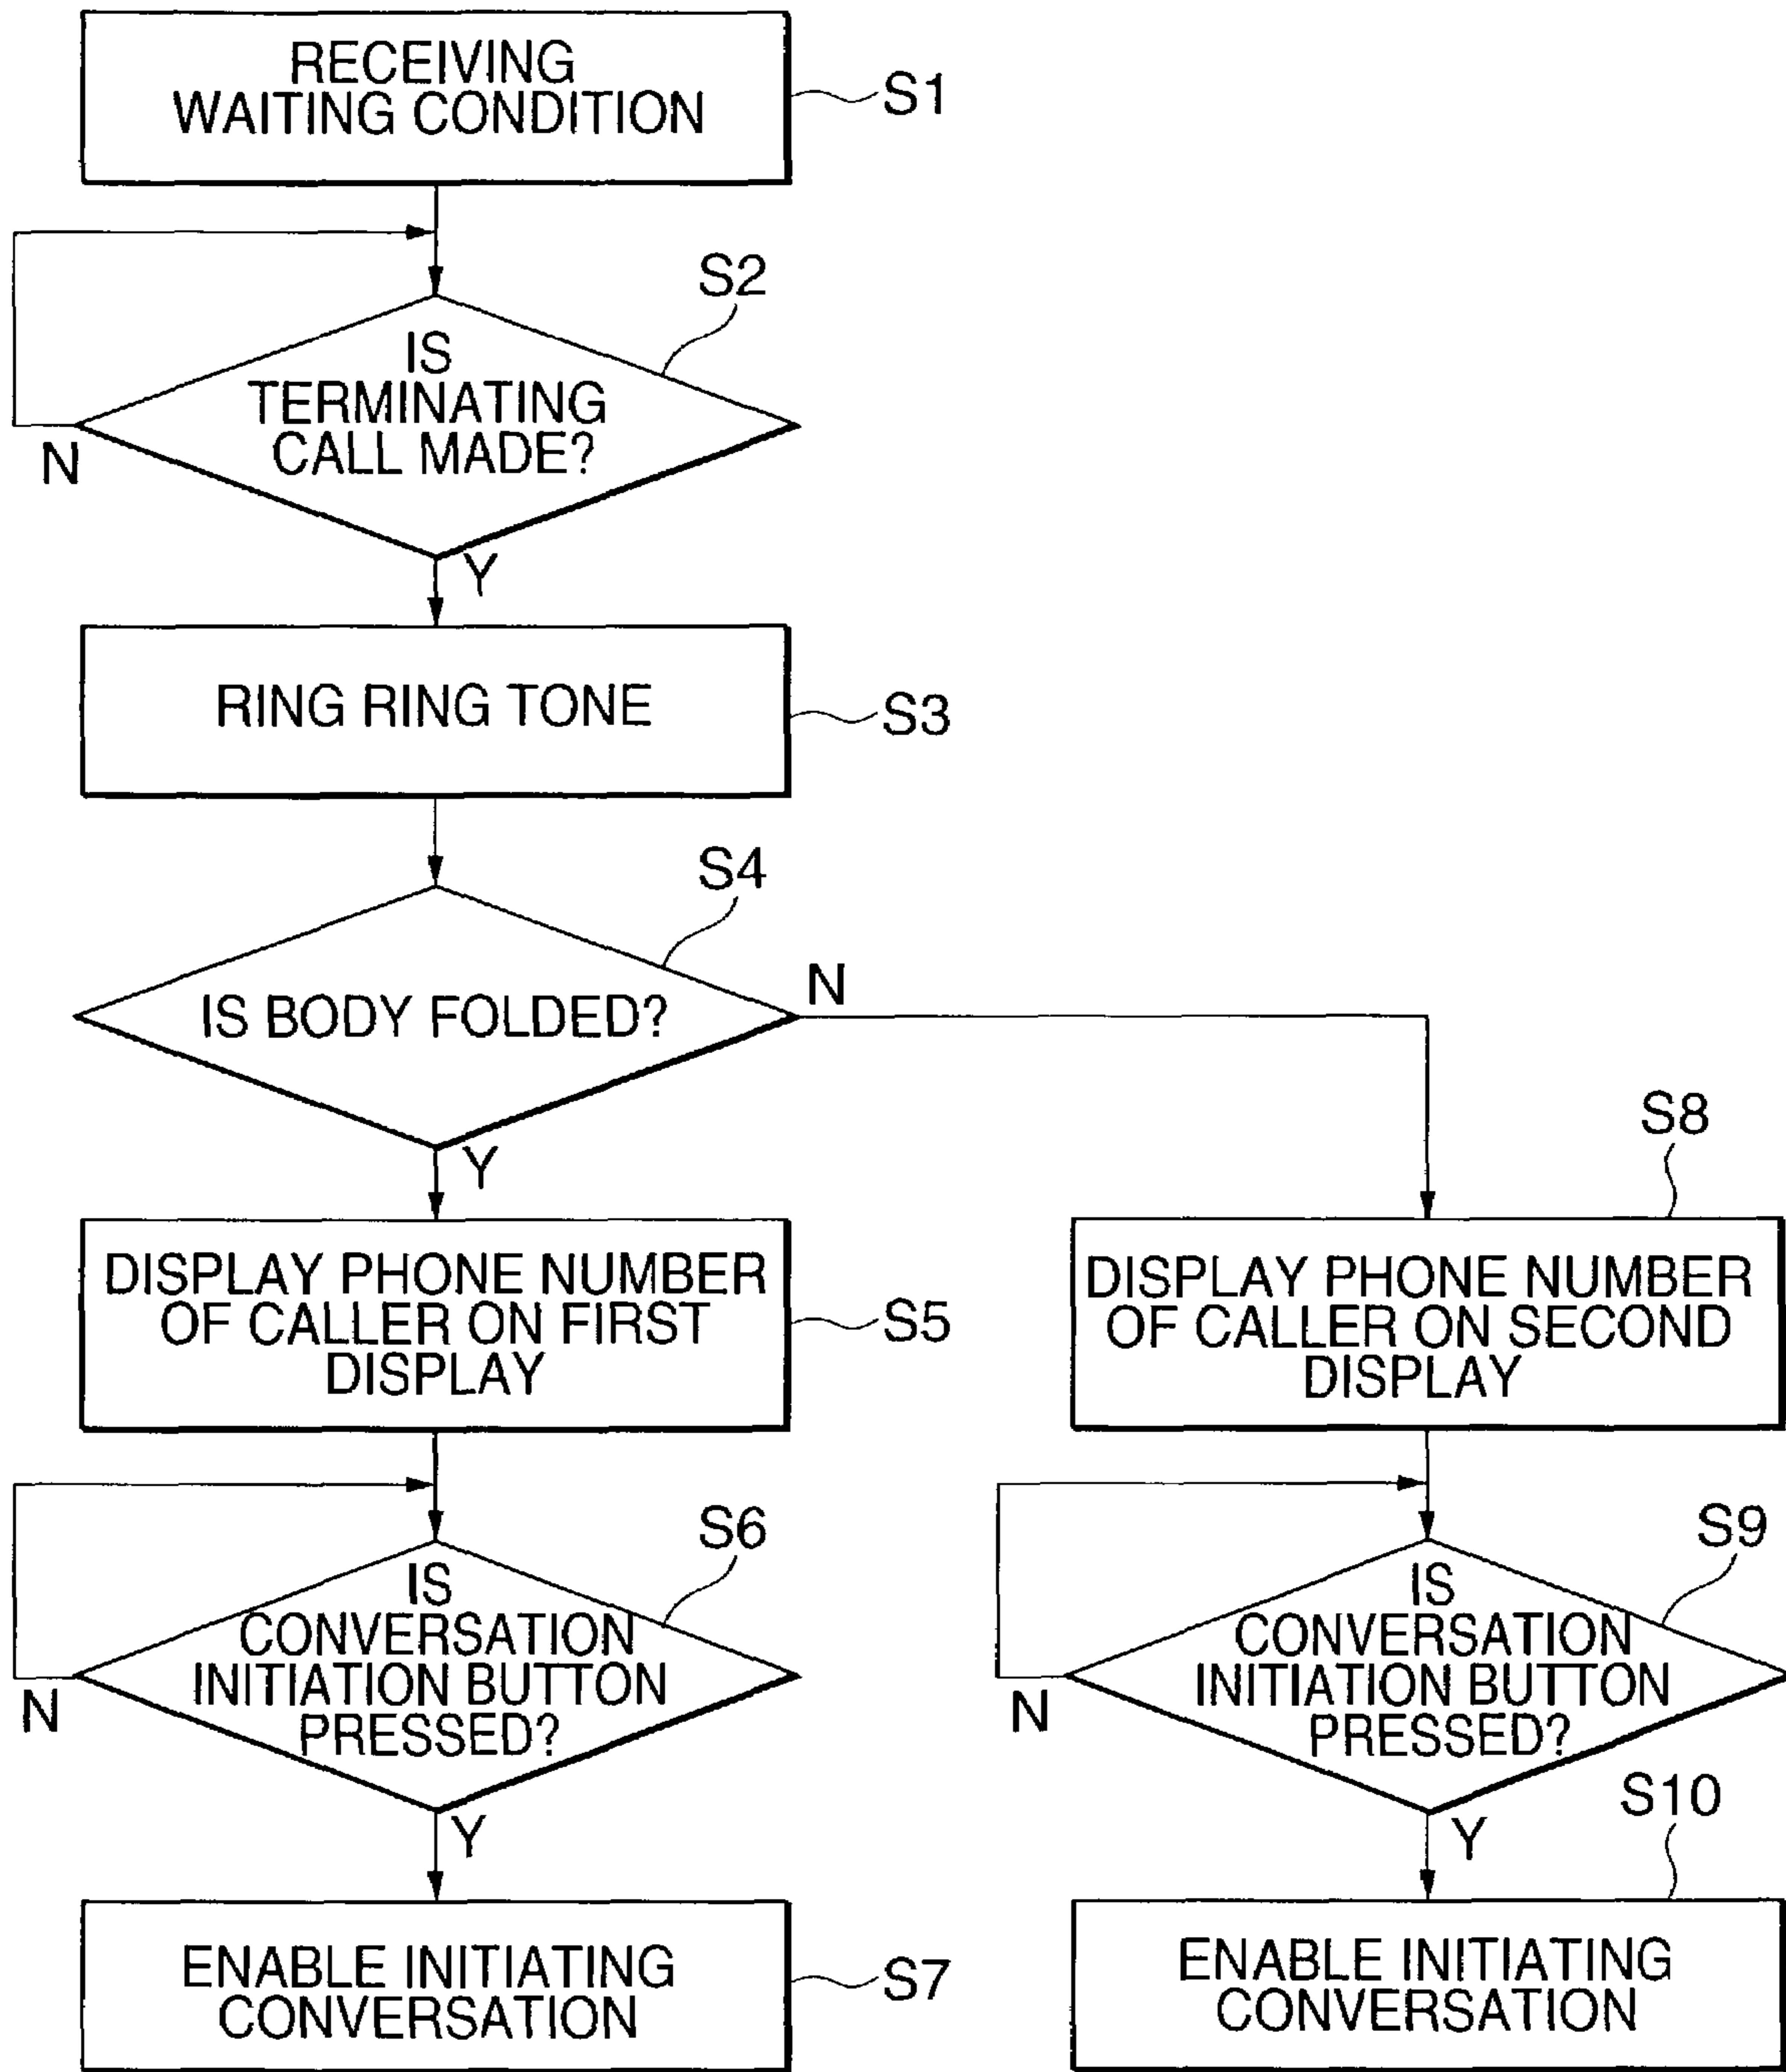 RECEIVING
WAITING CONDITION
S1
S2
IS
TERMINATING
CALL MADE?
N
Y
RING RING TONE
S3
S4
IS BODY FOLDED?
N
Y
DISPLAY PHONE NUMBER
OF CALLER ON FIRST
DISPLAY
S5
S6
IS
CONVERSATION
INITIATION BUTTON
PRESSED?
N
Y
ENABLE INITIATING
CONVERSATION
S7
S8
DISPLAY PHONE NUMBER
OF CALLER ON SECOND
DISPLAY
S9
IS
CONVERSATION
INITIATION BUTTON
PRESSED?
N
Y
S10
ENABLE INITIATING
CONVERSATION